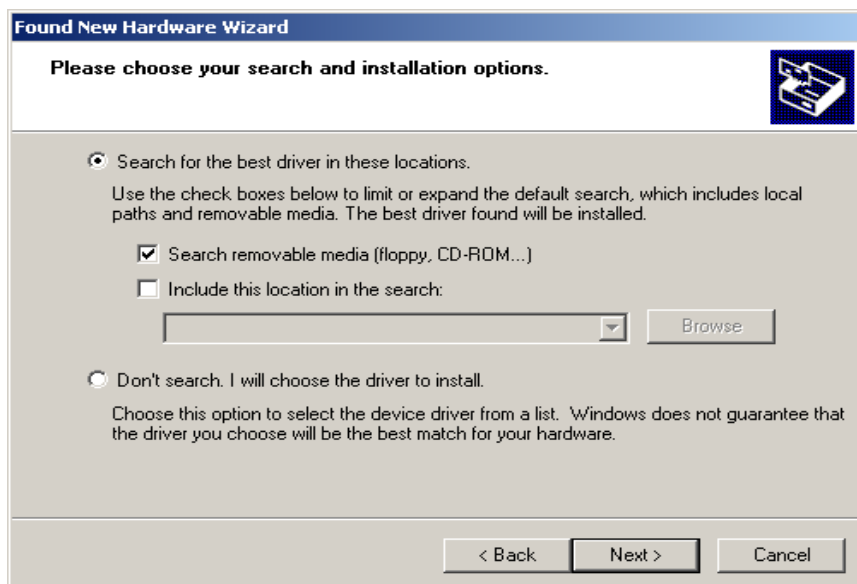 Found New Hardware Wizard
Please choose your search and installation options.
Search for the best driver in these locations.
Use the check boxes below to limit or expand the default search, which includes local
paths and removable media. The best driver found will be installed.
Search removable media (floppy, CD-ROM...)
Include this location in the search:
Browse
Don't search. I will choose the driver to install.
Choose this option to select the device driver from a list.  Windows does not guarantee that
the driver you choose will be the best match for your hardware.
< Back Next > Cancel